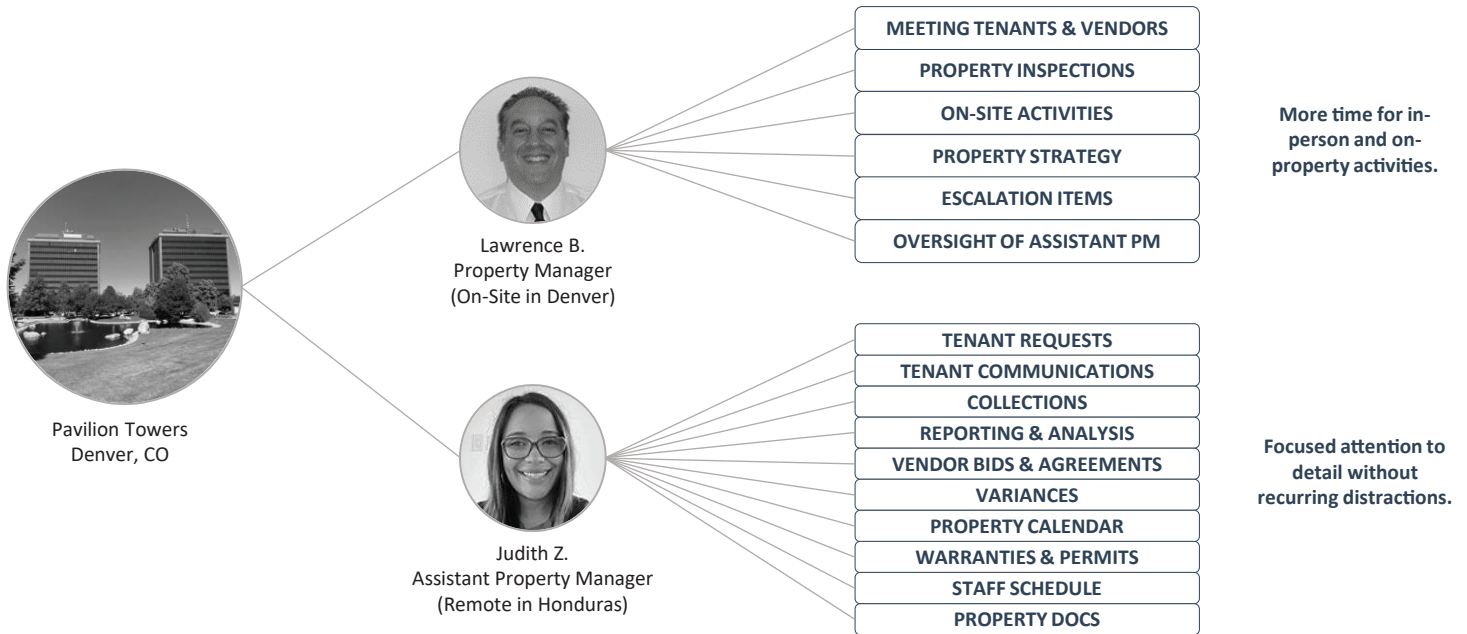 Pavilion Towers
Denver, CO
Lawrence B.
Property Manager
(On-Site in Denver)
MEETING TENANTS & VENDORS
PROPERTY INSPECTIONS
ON-SITE ACTIVITIES
PROPERTY STRATEGY
ESCALATION ITEMS
OVERSIGHT OF ASSISTANT PM
More time for in-
person and on-
property activities.
Judith Z.
Assistant Property Manager
(Remote in Honduras)
TENANT REQUESTS
TENANT COMMUNICATIONS
COLLECTIONS
REPORTING & ANALYSIS
VENDOR BIDS & AGREEMENTS
VARIANCES
PROPERTY CALENDAR
WARRANTIES & PERMITS
STAFF SCHEDULE
PROPERTY DOCS
Focused attention to
detail without
recurring distractions.